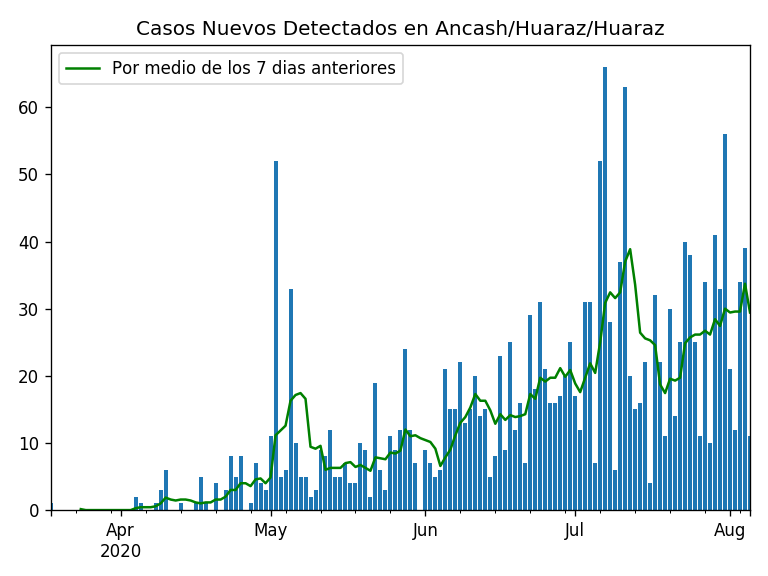 Casos Nuevos Detectados en Ancash/Huaraz/Huaraz
Por medio de los 7 dias anteriores
60
50
40
30
20
10
0
Apr
2020
May
Jun
Jul
Aug